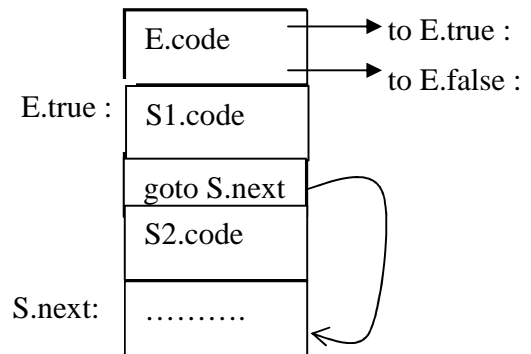 E.code
to E.true :
to E.false :
E.true :
S1.code
goto S.next
S2.code
S.next:
……….